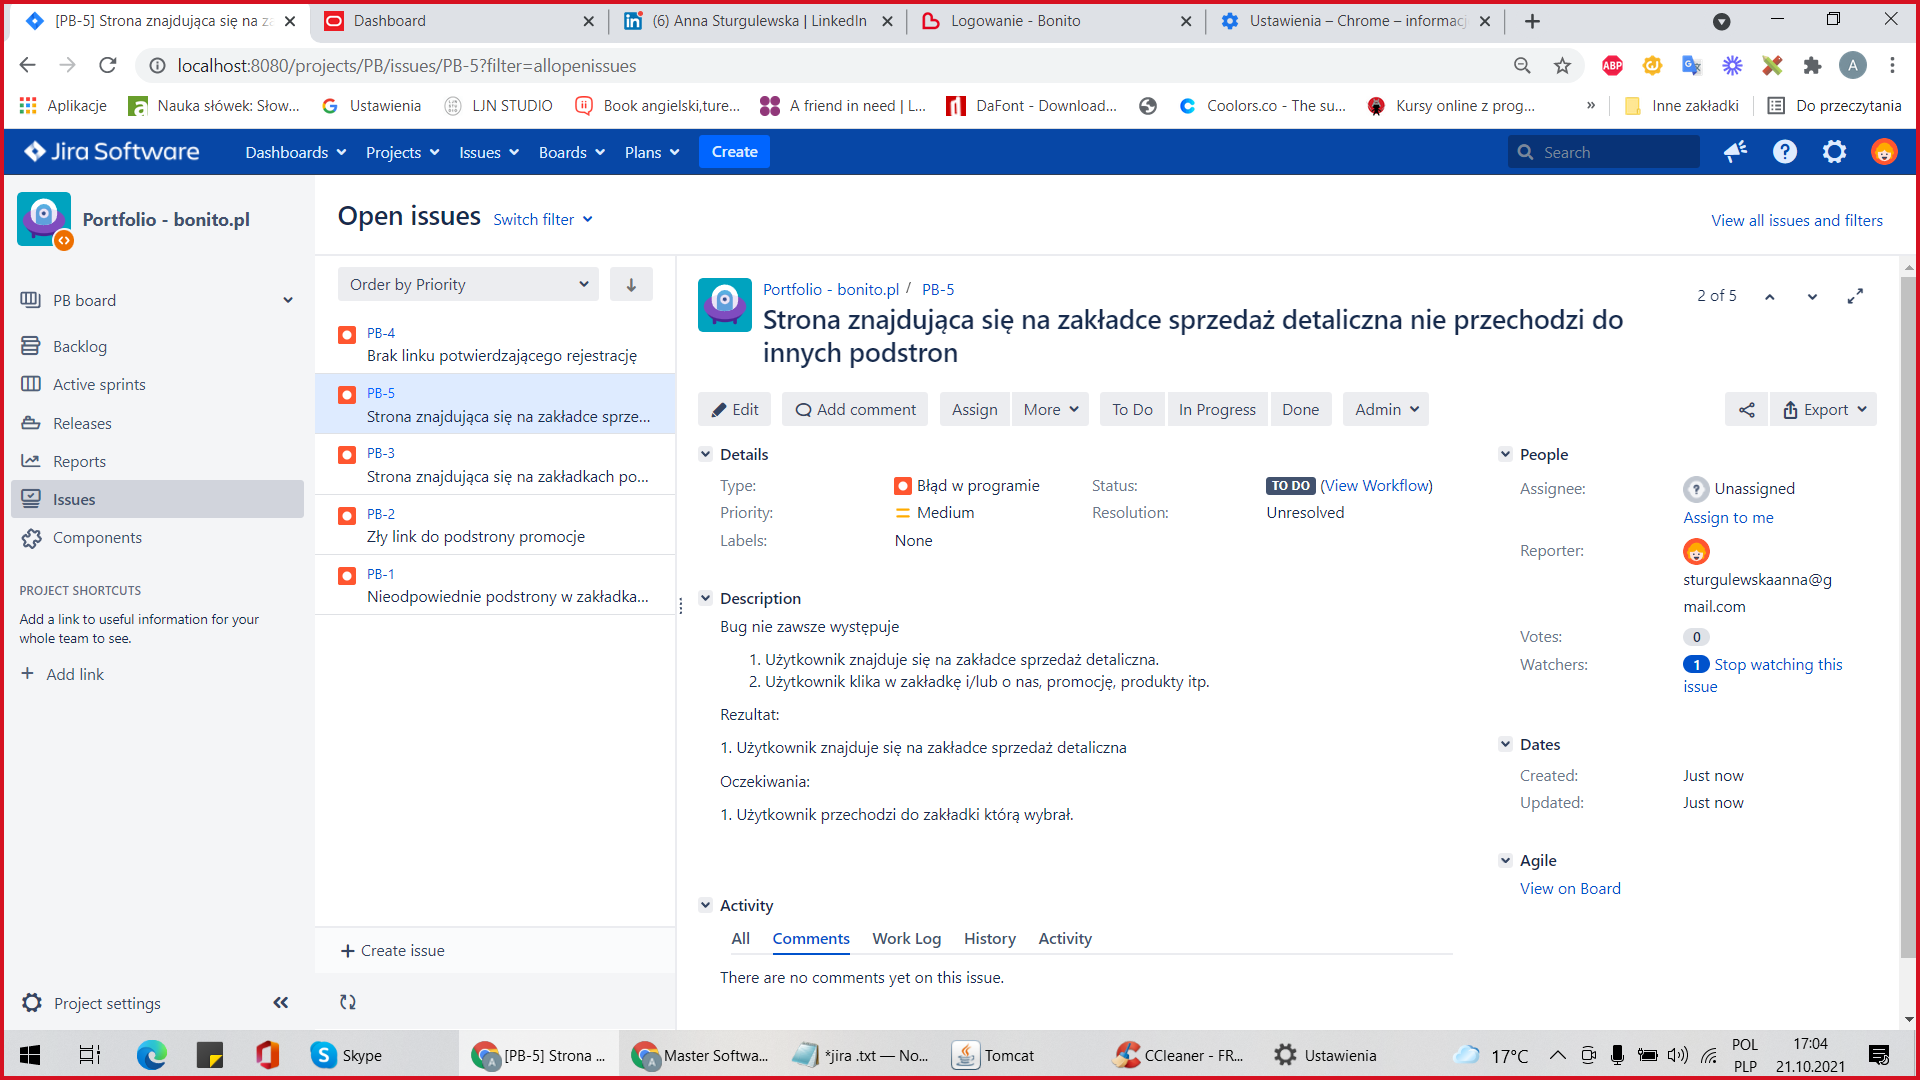 [PB-5] Strona znajdująca się na za
Dashboard
(6) Anna Sturgulewska | LinkedIn
Logowanie - Bonito
Ustawienia – Chrome – informacj
localhost:8080/projects/PB/issues/PB-5?filter=allopenissues
ABP
A
Aplikacje
Nauka słówek: Słow...
Ustawienia
LJN STUDIO
Book angielski,ture...
A friend in need | L...
DaFont - Download...
Coolors.co - The su...
Kursy online z prog...
»
Inne zakładki
Do przeczytania
Jira Software
Dashboards
Projects
Issues
Boards
Plans
Create
Search
Portfolio - bonito.pl
PB board
Backlog
Active sprints
Releases
Reports
Issues
Components
PROJECT SHORTCUTS
Add a link to useful information for your
whole team to see.
+ Add link
Project settings
Open issues
Switch filter
View all issues and filters
Order by Priority
PB-4
Brak linku potwierdzającego rejestrację
PB-5
Strona znajdująca się na zakładce sprze...
PB-3
Strona znajdująca się na zakładkach po...
PB-2
Zły link do podstrony promocje
PB-1
Nieodpowiednie podstrony w zakładka...
+ Create issue
Portfolio - bonito.pl / PB-5
2 of 5
Strona znajdująca się na zakładce sprzedaż detaliczna nie przechodzi do
innych podstron
Edit
Add comment
Assign
More
To Do
In Progress
Done
Admin
Export
Details
Type: Błąd w programie
Status: TO DO (View Workflow)
Priority: Medium
Resolution: Unresolved
Labels: None
Description
Bug nie zawsze występuje
1. Użytkownik znajduje się na zakładce sprzedaż detaliczna.
2. Użytkownik klika w zakładkę i/lub o nas, promocję, produkty itp.
Rezultat:
1. Użytkownik znajduje się na zakładce sprzedaż detaliczna
Oczekiwania:
1. Użytkownik przechodzi do zakładki którą wybrał.
Activity
All
Comments
Work Log
History
Activity
There are no comments yet on this issue.
People
Assignee: Unassigned
Assign to me
Reporter:
sturgulewskaanna@g
mail.com
Votes: 0
Watchers: 1 Stop watching this
issue
Dates
Created: Just now
Updated: Just now
Agile
View on Board
Skype
[PB-5] Strona ...
Master Softwa...
*jira .txt — No...
Tomcat
CCleaner - FR...
Ustawienia
17°C
POL
PLP
17:04
21.10.2021